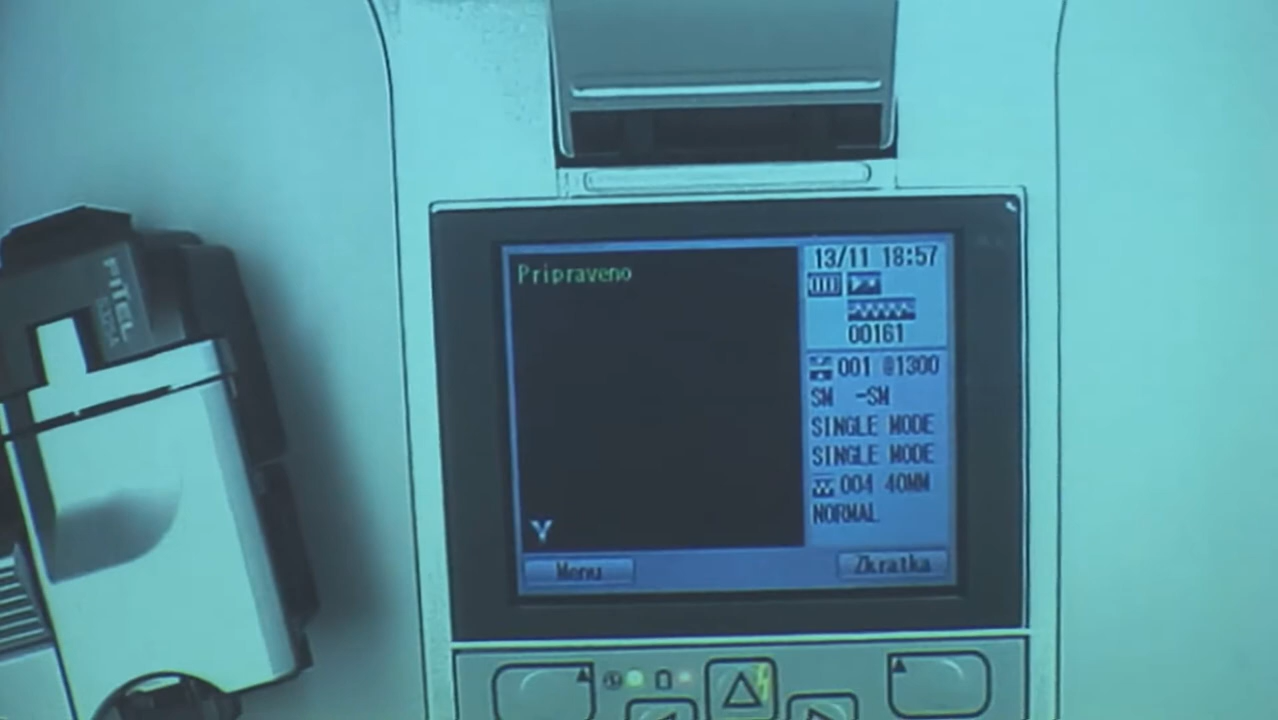 FITEL
Pripraveno
13/11 18:57
00161
001 @1300
SM -SM
SINGLE MODE
SINGLE MODE
004 40MM
NORMAL
Y
Menu
Zkratka